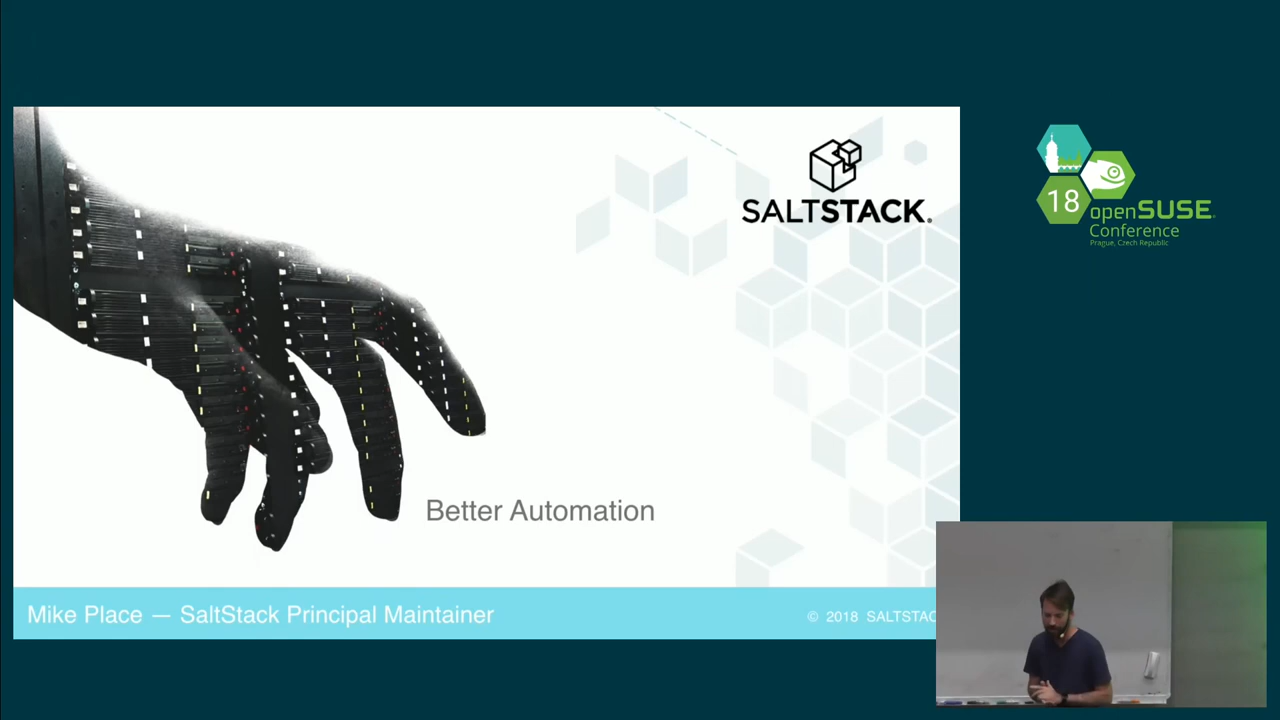 SALTSTACK.
Better Automation
Mike Place — SaltStack Principal Maintainer
© 2018 SALTSTAC
18
openSUSE
Conference
Prague, Czech Republic